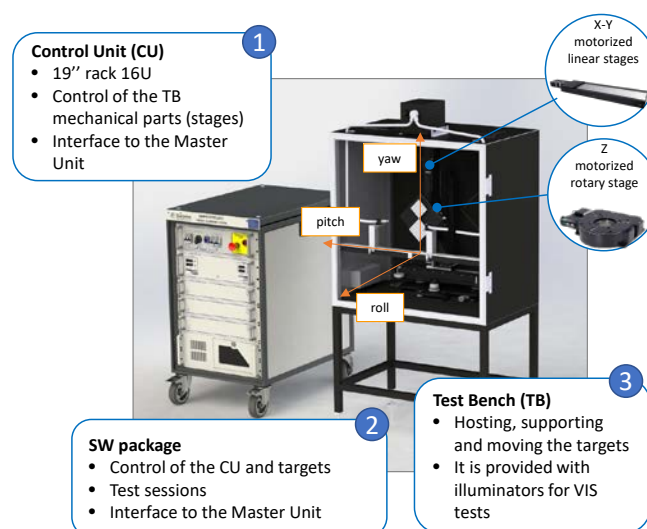 Control Unit (CU)
1
• 19’’ rack 16U
• Control of the TB
mechanical parts (stages)
• Interface to the Master
Unit
X-Y
motorized
linear stages
Z
motorized
rotary stage
yaw
pitch
roll
SW package
2
• Control of the CU and targets
• Test sessions
• Interface to the Master Unit
Test Bench (TB)
3
• Hosting, supporting
and moving the targets
• It is provided with
illuminators for VIS
tests